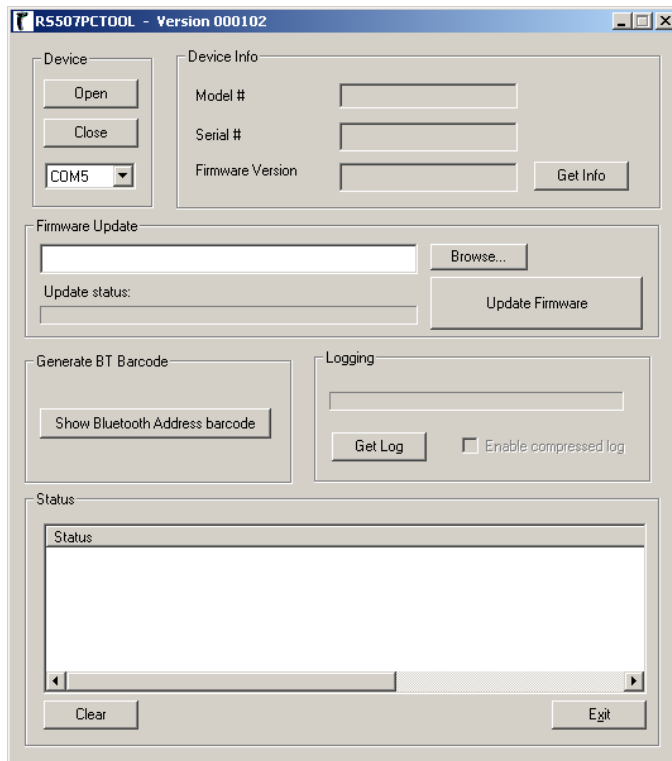 RS507PCTOOL - Version 000102
Device
Open
Close
COM5
Device Info
Model #
Serial #
Firmware Version
Get Info
Firmware Update
Browse...
Update status:
Update Firmware
Generate BT Barcode
Show Bluetooth Address barcode
Logging
Get Log
Enable compressed log
Status
Status
Clear
Exit